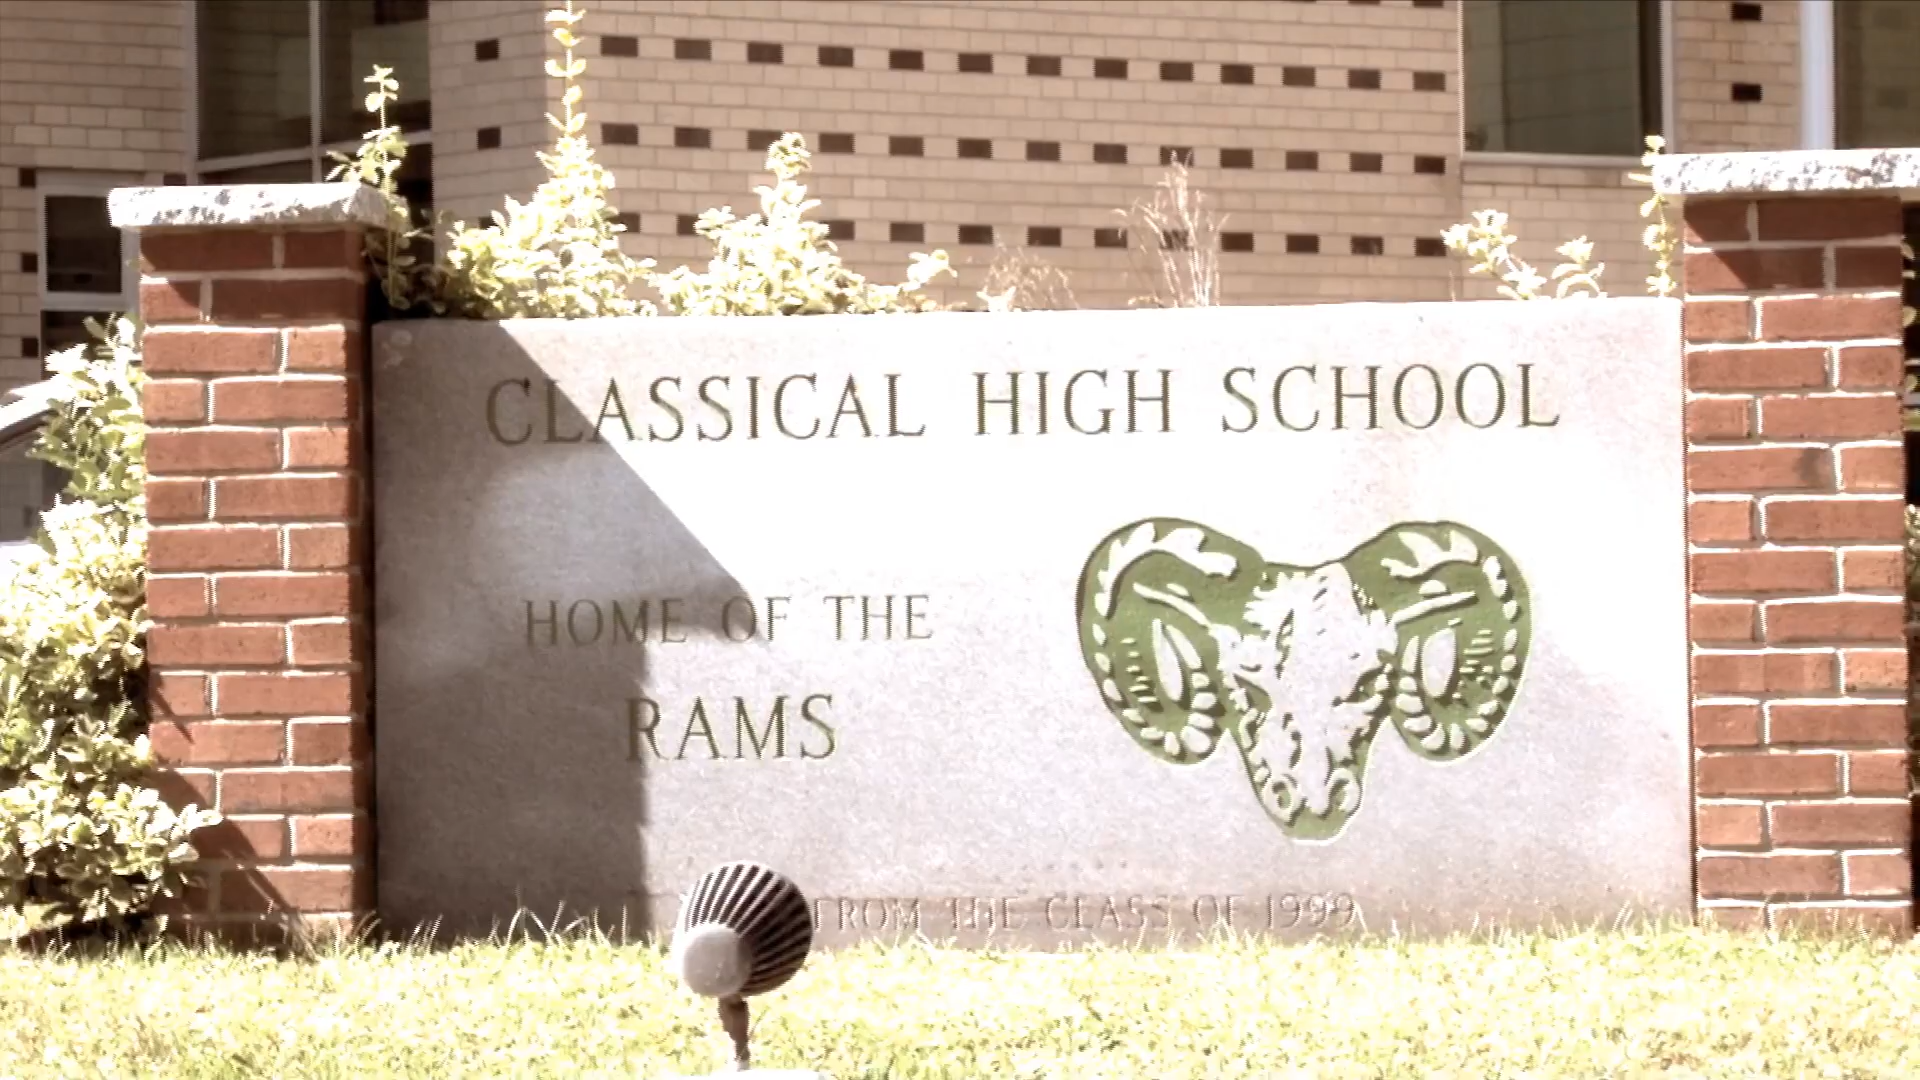 CLASSICAL HIGH SCHOOL
HOME OF THE
RAMS
FROM THE CLASS OF 1999